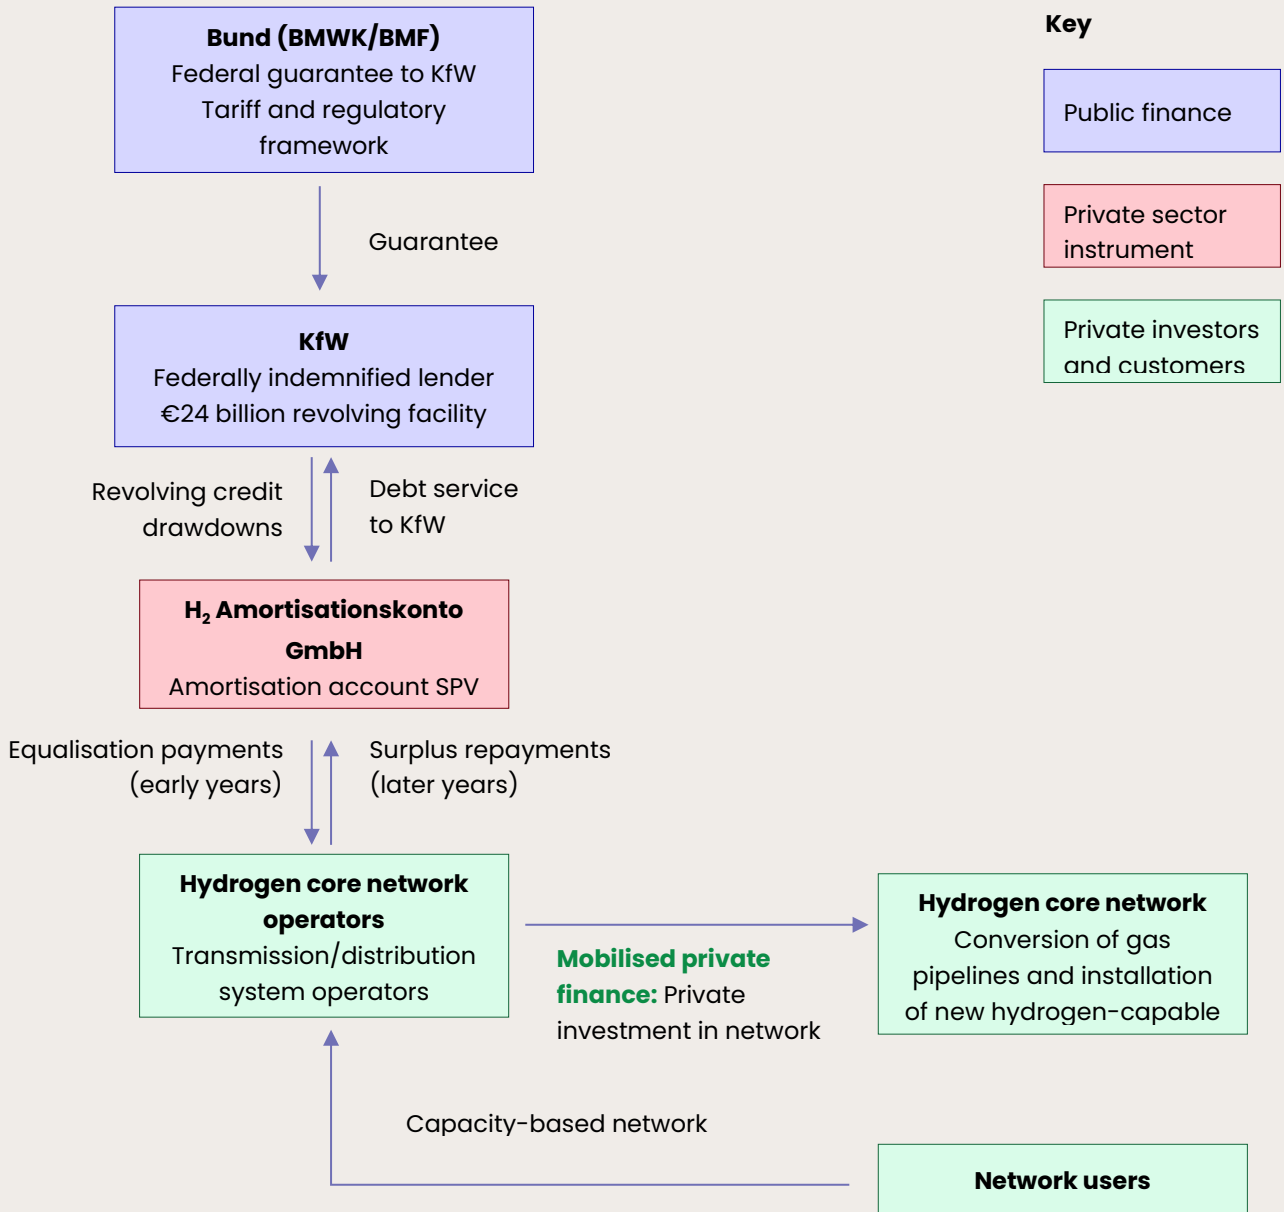 Bund (BMWK/BMF)
Federal guarantee to KfW
Tariff and regulatory
framework
Key
Public finance
Private sector
instrument
Private investors
and customers
Guarantee
KfW
Federally indemnified lender
€24 billion revolving facility
Revolving credit
drawdowns
Debt service
to KfW
H₂ Amortisationskonto
GmbH
Amortisation account SPV
Equalisation payments
(early years)
Surplus repayments
(later years)
Hydrogen core network
operators
Transmission/distribution
system operators
Mobilised private
finance: Private
investment in network
Hydrogen core network
Conversion of gas
pipelines and installation
of new hydrogen-capable
Capacity-based network
Network users